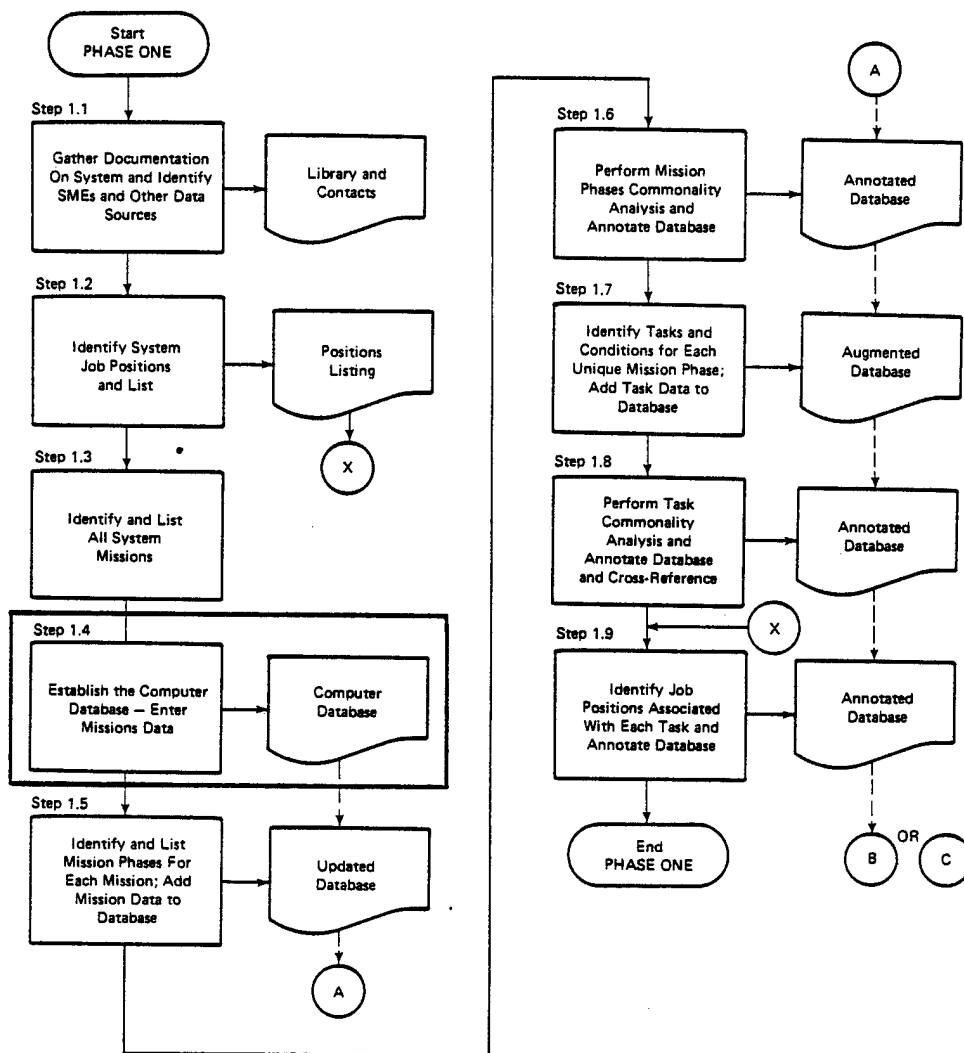 Start
PHASE ONE
Step 1.1
Gather Documentation
On System and Identify
SMEs and Other Data
Sources
Library and
Contacts
Step 1.2
Identify System
Job Positions
and List
Positions
Listing
X
Step 1.3
Identify and List
All System
Missions
Step 1.4
Establish the Computer
Database — Enter
Missions Data
Computer
Database
Step 1.5
Identify and List
Mission Phases For
Each Mission; Add
Mission Data to
Database
Updated
Database
A
A
Step 1.6
Perform Mission
Phases Commonality
Analysis and
Annotate Database
Annotated
Database
Step 1.7
Identify Tasks and
Conditions for Each
Unique Mission Phase;
Add Task Data to
Database
Augmented
Database
Step 1.8
Perform Task
Commonality
Analysis and
Annotate Database
and Cross-Reference
Annotated
Database
X
Step 1.9
Identify Job
Positions Associated
With Each Task and
Annotate Database
Annotated
Database
End
PHASE ONE
B
OR
C